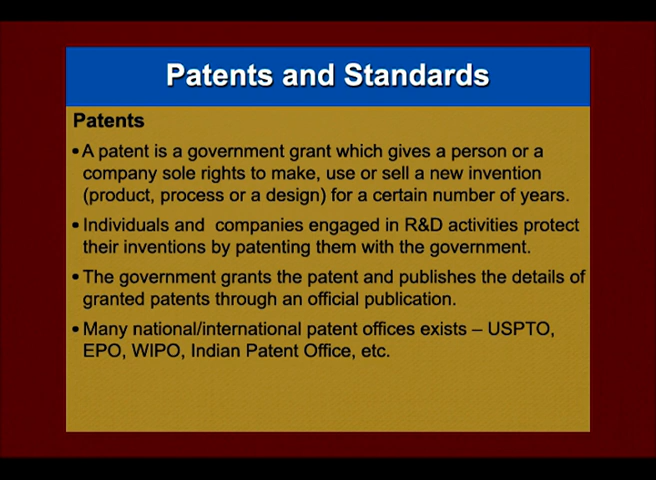 Patents and Standards
Patents
• A patent is a government grant which gives a person or a
company sole rights to make, use or sell a new invention
(product, process or a design) for a certain number of years.
• Individuals and companies engaged in R&D activities protect
their inventions by patenting them with the government.
• The government grants the patent and publishes the details of
granted patents through an official publication.
• Many national/international patent offices exists – USPTO,
EPO, WIPO, Indian Patent Office, etc.